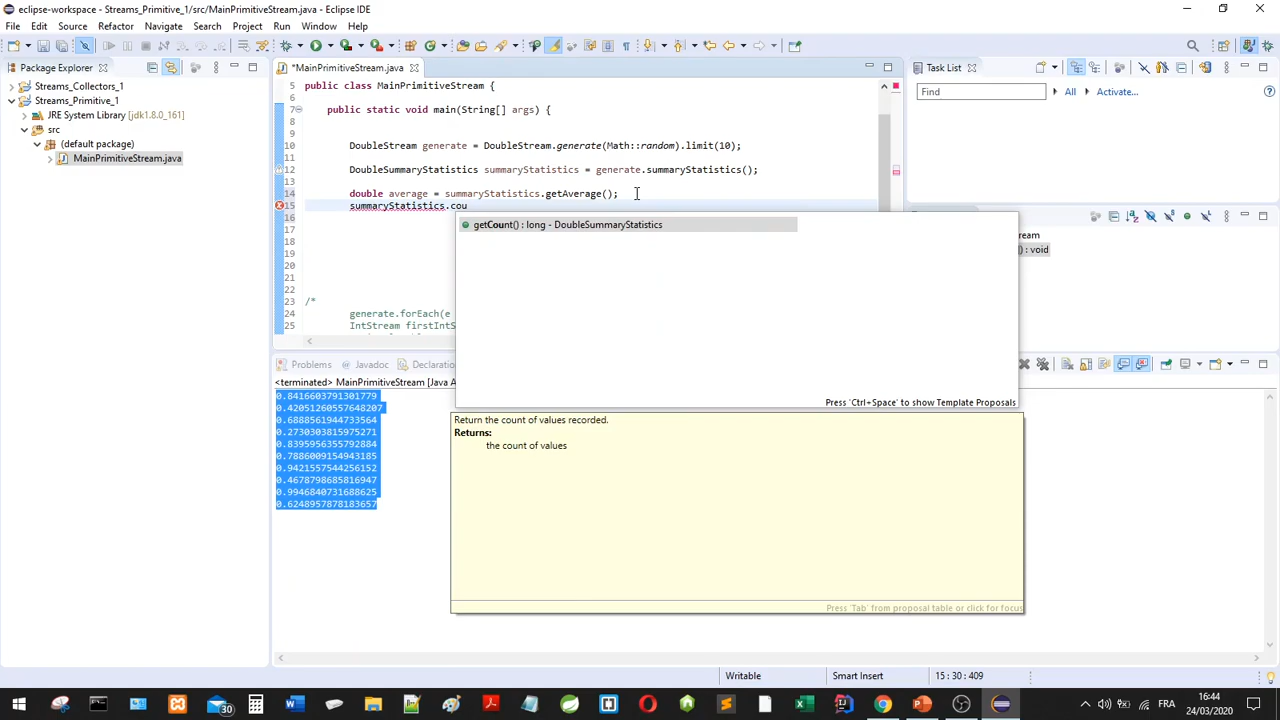 eclipse-workspace - Streams_Primitive_1/src/MainPrimitiveStream.java - Eclipse IDE
File Edit Source Refactor Navigate Search Project Run Window Help
Package Explorer
*MainPrimitiveStream.java
Task List
Streams_Collectors_1
Streams_Primitive_1
JRE System Library [jdk1.8.0_161]
src
(default package)
MainPrimitiveStream.java
5 public class MainPrimitiveStream {
6
7 public static void main(String[] args) {
8
9
10 DoubleStream generate = DoubleStream.generate(Math::random).limit(10);
11
12 DoubleSummaryStatistics summaryStatistics = generate.summaryStatistics();
13
14 double average = summaryStatistics.getAverage();
15 summaryStatistics.cou
16
17
18
19
20
21
22
23 /*
24 generate.forEach(e
25 IntStream firstIntS
getCount() : long - DoubleSummaryStatistics
Press 'Ctrl+Space' to show Template Proposals
Return the count of values recorded.
Returns:
the count of values
Press 'Tab' from proposal table or click for focus
Find
All
Activate...
ream
() : void
Problems Javadoc Declaratio
<terminated> MainPrimitiveStream [Java A
0.8416603791301779
0.42051260557648207
0.6888561944733564
0.2730303815975271
0.8395956355792884
0.7886009154943185
0.9421557544256152
0.4678798685816947
0.9946840731688625
0.6248957878183657
Writable
Smart Insert
15 : 30 : 409
30
FRA
16:44
24/03/2020